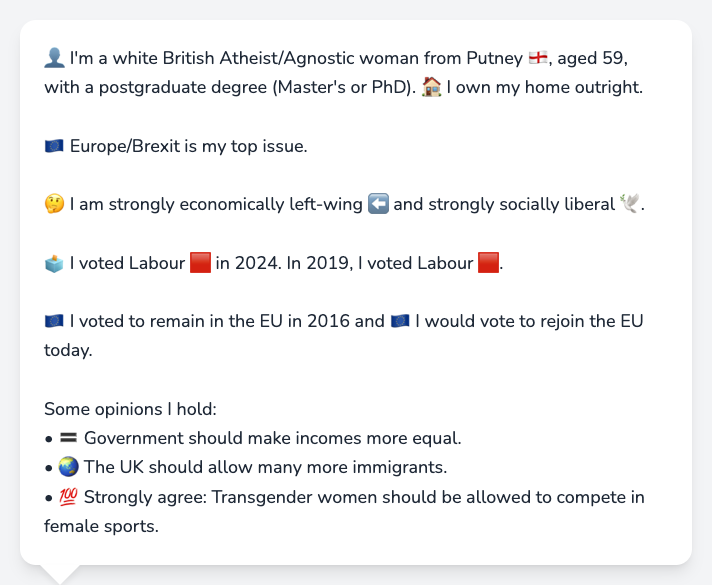 👤 I'm a white British Atheist/Agnostic woman from Putney 🏴󠁧󠁢󠁥󠁮󠁧󠁿, aged 59,
with a postgraduate degree (Master's or PhD). 🏠 I own my home outright.
🇪🇺 Europe/Brexit is my top issue.
🤔 I am strongly economically left-wing ⬅️ and strongly socially liberal 🕊️.
🗳️ I voted Labour 🟥 in 2024. In 2019, I voted Labour 🟥.
🇪🇺 I voted to remain in the EU in 2016 and 🇪🇺 I would vote to rejoin the EU
today.
Some opinions I hold:
• 🟰 Government should make incomes more equal.
• 🌏 The UK should allow many more immigrants.
• 💯 Strongly agree: Transgender women should be allowed to compete in
female sports.